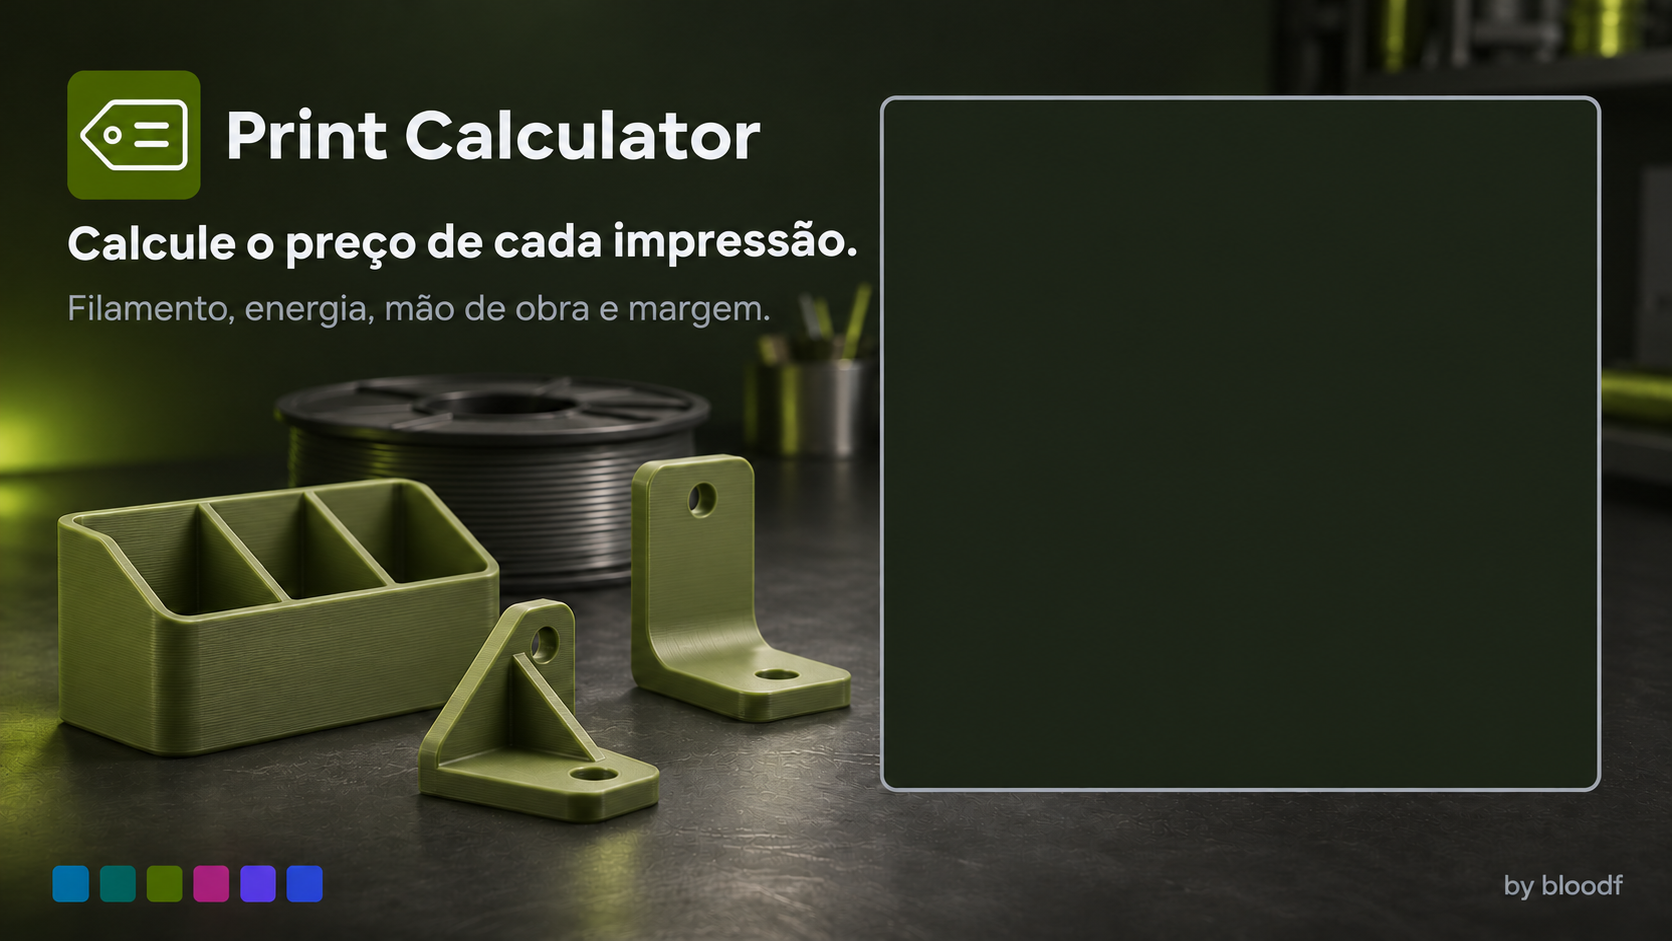 Print Calculator
Calcule o preço de cada impressão.
Filamento, energia, mão de obra e margem.
by bloodf